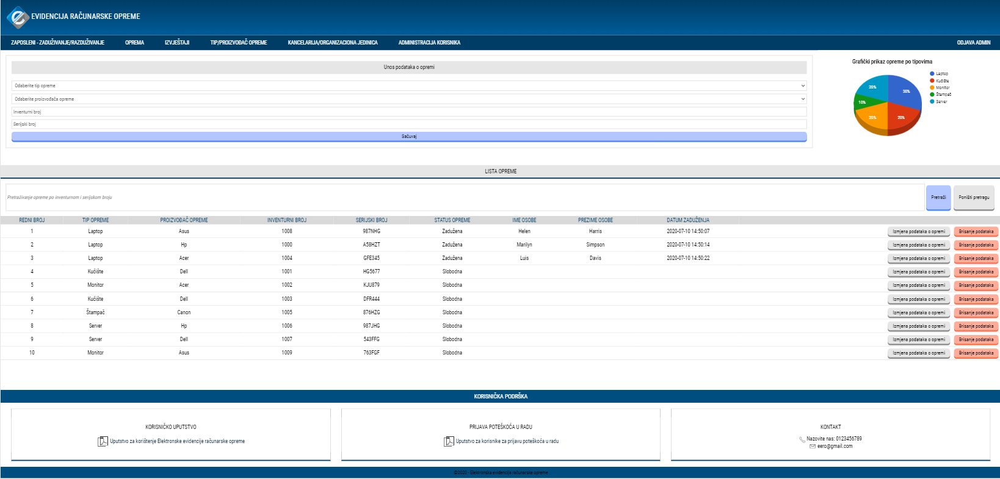 EVIDENCIJA RAČUNARSKE OPREME
ZAPOSLENI - ZADUŽIVANJE/RAZDUŽIVANJE OPREMA IZVJEŠTAJI TIP/PROIZVOĐAČ OPREME KANCELARIJA/ORGANIZACIONA JEDINICA ADMINISTRACIJA KORISNIKA ODJAVA ADMIN
Unos podataka o opremi
Odaberite tip opreme
Odaberite proizvođača opreme
Inventurni broj
Serijski broj
Sačuvaj
Grafički prikaz opreme po tipovima
20%
30%
10%
20%
20%
Laptop
Kućište
Monitor
Štampač
Server
LISTA OPREME
Pretraživanje opreme po inventurnom i serijskom broju
Pretraži
Poništi pretragu
REDNI BROJ TIP OPREME PROIZVOĐAČ OPREME INVENTURNI BROJ SERIJSKI BROJ STATUS OPREME IME OSOBE PREZIME OSOBE DATUM ZADUŽENJA
1 Laptop Asus 1008 987NHG Zadužena Helen Harris 2020-07-10 14:50:07 Izmjena podataka o opremi Brisanje podataka
2 Laptop Hp 1000 A58HZT Zadužena Marilyn Simpson 2020-07-10 14:50:14 Izmjena podataka o opremi Brisanje podataka
3 Laptop Acer 1004 GFE345 Zadužena Luis Davis 2020-07-10 14:50:22 Izmjena podataka o opremi Brisanje podataka
4 Kućište Dell 1001 HG5677 Slobodna Izmjena podataka o opremi Brisanje podataka
5 Monitor Acer 1002 KJU879 Slobodna Izmjena podataka o opremi Brisanje podataka
6 Kućište Dell 1003 DFR444 Slobodna Izmjena podataka o opremi Brisanje podataka
7 Štampač Canon 1005 876HZG Slobodna Izmjena podataka o opremi Brisanje podataka
8 Server Hp 1006 987JHG Slobodna Izmjena podataka o opremi Brisanje podataka
9 Server Dell 1007 543FFG Slobodna Izmjena podataka o opremi Brisanje podataka
10 Monitor Asus 1009 763FGF Slobodna Izmjena podataka o opremi Brisanje podataka
KORISNIČKA PODRŠKA
KORISNIČKO UPUTSTVO
Uputstvo za korištenje Elektronske evidencije računarske opreme
PRIJAVA POTEŠKOĆA U RADU
Uputstvo za korisnike za prijavu poteškoća u radu
KONTAKT
Nazovite nas: 0123456789
eero@gmail.com
©2020 - Elektronska evidencija računarske opreme